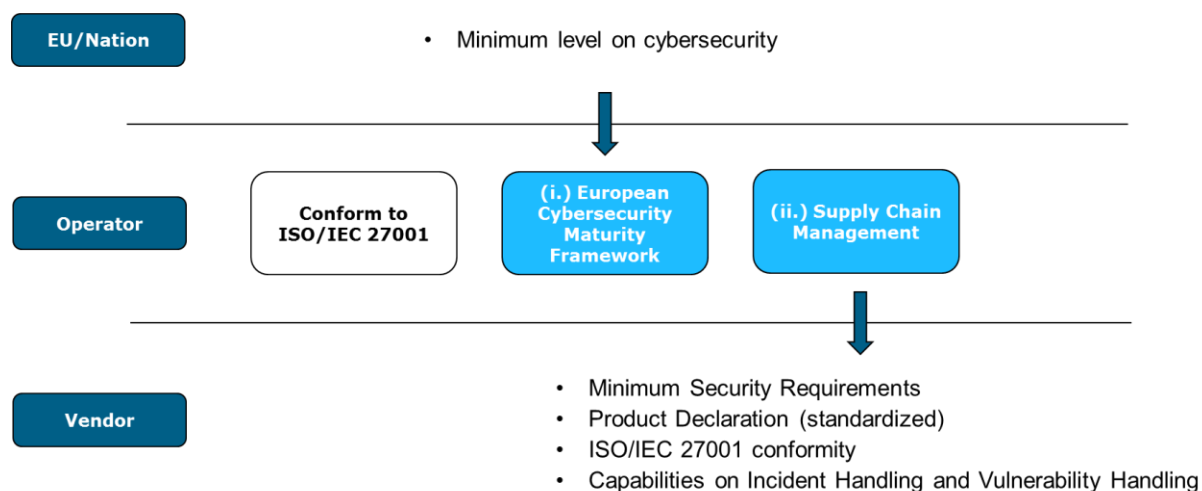 EU/Nation
• Minimum level on cybersecurity
Operator
Conform to
ISO/IEC 27001
(i.) European
Cybersecurity
Maturity
Framework
(ii.) Supply Chain
Management
Vendor
• Minimum Security Requirements
• Product Declaration (standardized)
• ISO/IEC 27001 conformity
• Capabilities on Incident Handling and Vulnerability Handling